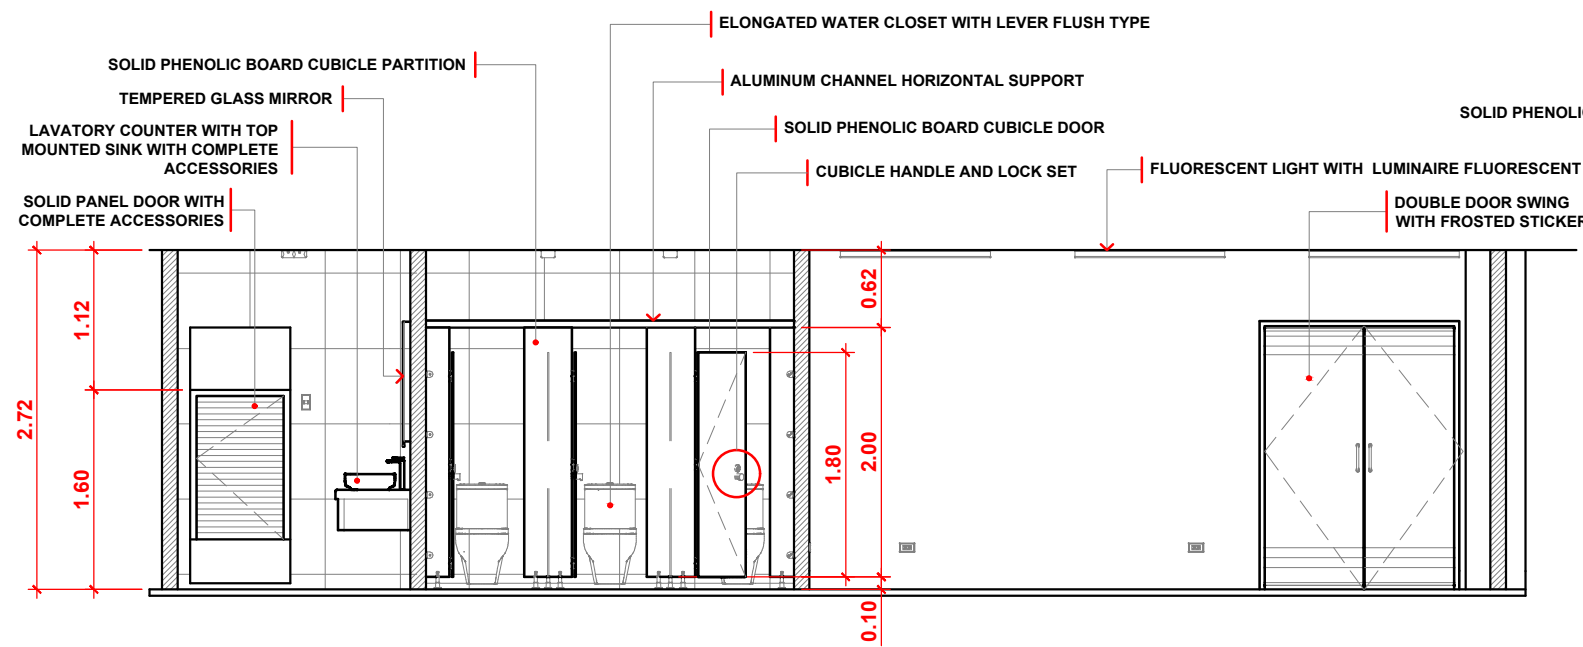 ELONGATED WATER CLOSET WITH LEVER FLUSH TYPE
SOLID PHENOLIC BOARD CUBICLE PARTITION
ALUMINUM CHANNEL HORIZONTAL SUPPORT
TEMPERED GLASS MIRROR
SOLID PHENOLIC
LAVATORY COUNTER WITH TOP
MOUNTED SINK WITH COMPLETE
ACCESSORIES
SOLID PHENOLIC BOARD CUBICLE DOOR
CUBICLE HANDLE AND LOCK SET
FLUORESCENT LIGHT WITH LUMINAIRE FLUORESCENT
SOLID PANEL DOOR WITH
COMPLETE ACCESSORIES
DOUBLE DOOR SWING
WITH FROSTED STICKER
2.72
1.12
1.60
0.62
1.80
2.00
0.10